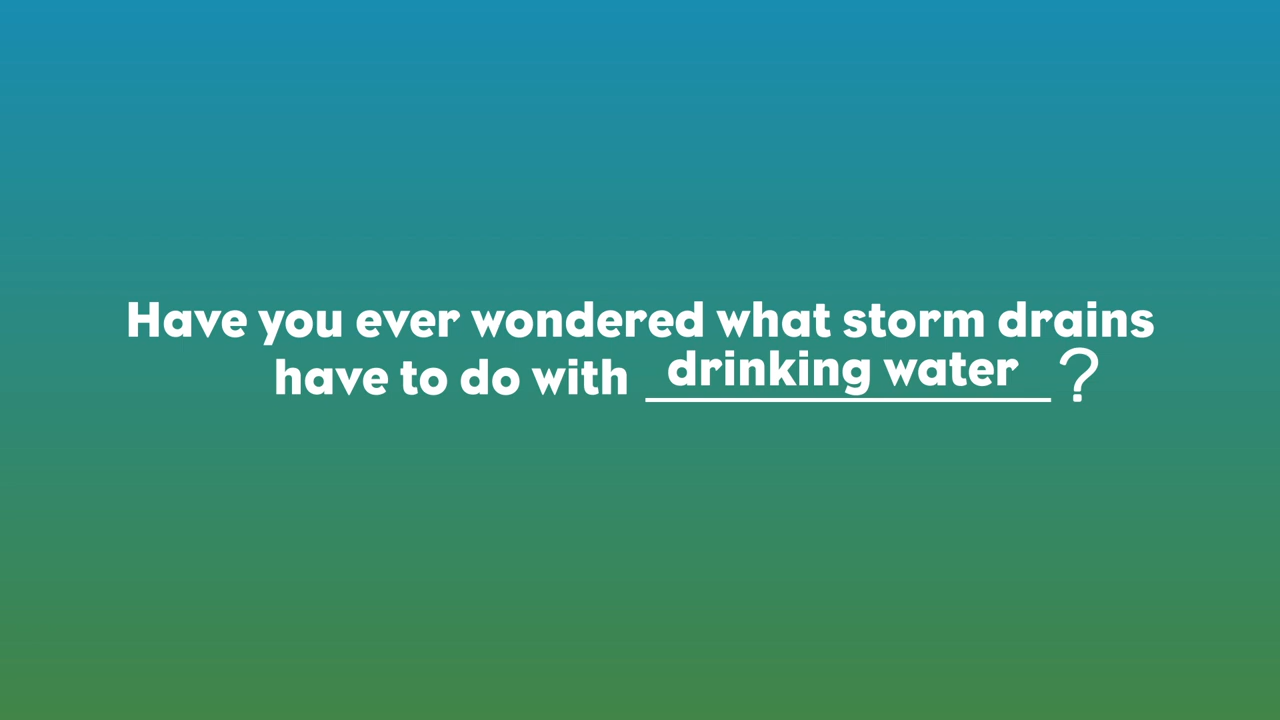 Have you ever wondered what storm drains
have to do with drinking water ?